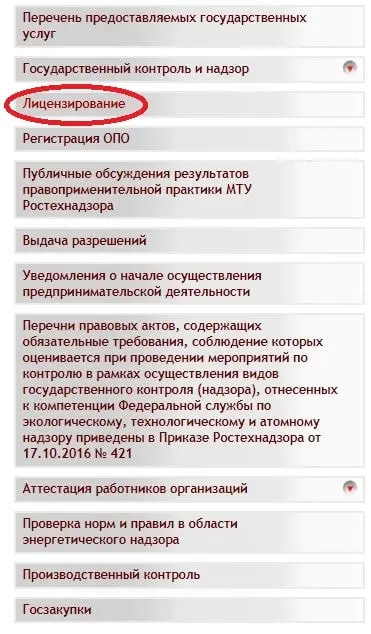 Перечень предоставляемых государственных
услуг
Государственный контроль и надзор
Лицензирование
Регистрация ОПО
Публичные обсуждения результатов
правоприменительной практики МТУ
Ростехнадзора
Выдача разрешений
Уведомления о начале осуществления
предпринимательской деятельности
Перечни правовых актов, содержащих
обязательные требования, соблюдение которых
оценивается при проведении мероприятий по
контролю в рамках осуществления видов
государственного контроля (надзора), отнесенных
к компетенции Федеральной службы по
экологическому, технологическому и атомному
надзору приведены в Приказе Ростехнадзора от
17.10.2016 № 421
Аттестация работников организаций
Проверка норм и правил в области
энергетического надзора
Производственный контроль
Госзакупки